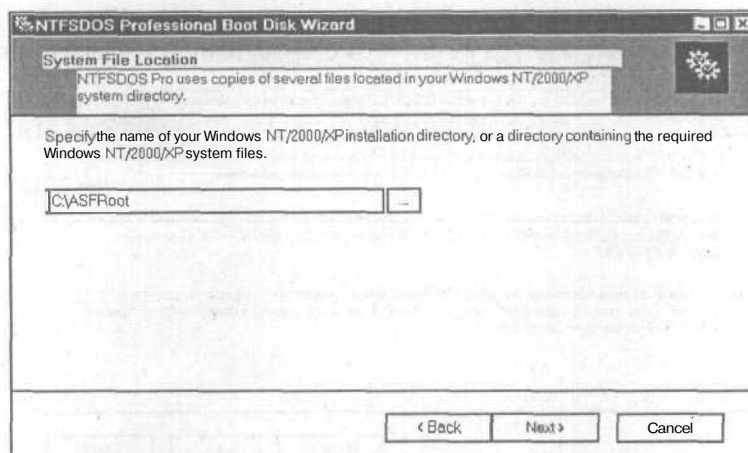 NTFSDOS Professional Boot Disk Wizard
System File Location
NTFSDOS Pro uses copies of several files located in your Windows NT/2000/XP
system directory.
Specify the name of your Windows NT/2000/XP installation directory, or a directory containing the required
Windows NT/2000/XP system files.
C:\ASFRoot
...
< Back
Next >
Cancel